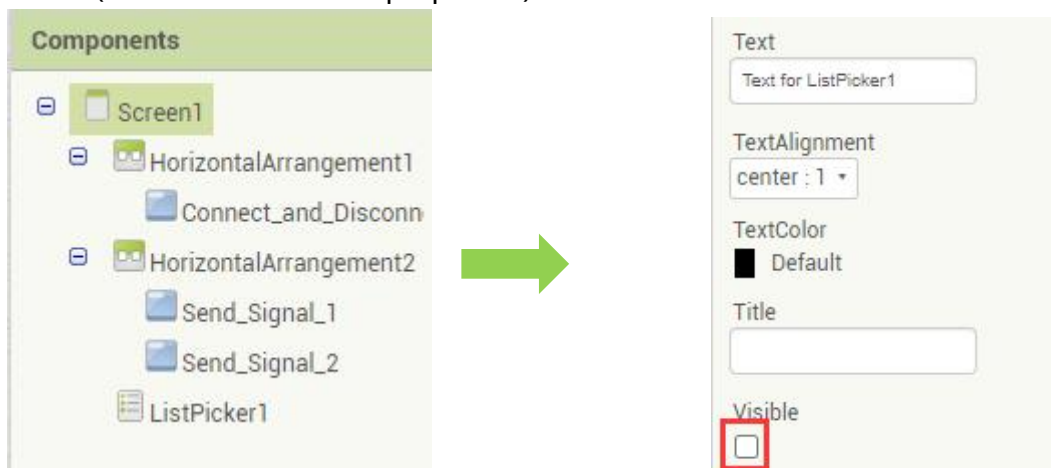 Components
Screen1
HorizontalArrangement1
Connect_and_Disconn
HorizontalArrangement2
Send_Signal_1
Send_Signal_2
ListPicker1
Text
Text for ListPicker1
TextAlignment
center : 1
TextColor
Default
Title
Visible